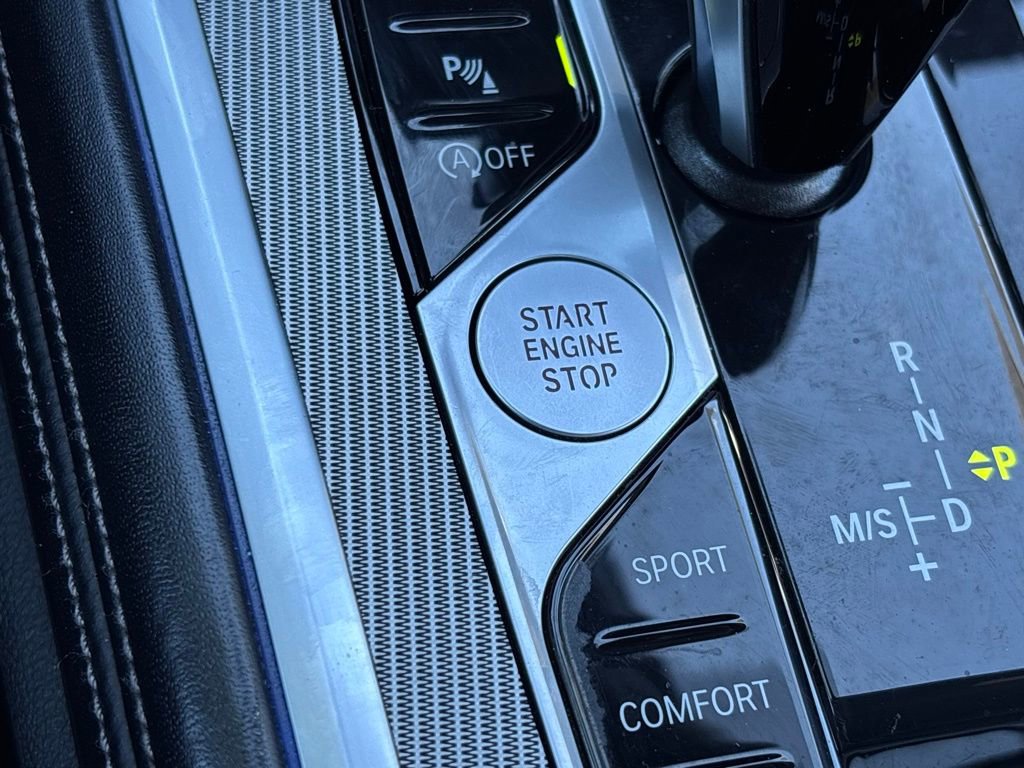 P
A OFF
START
ENGINE
STOP
SPORT
COMFORT
R
N
P
M/S
D
-
+